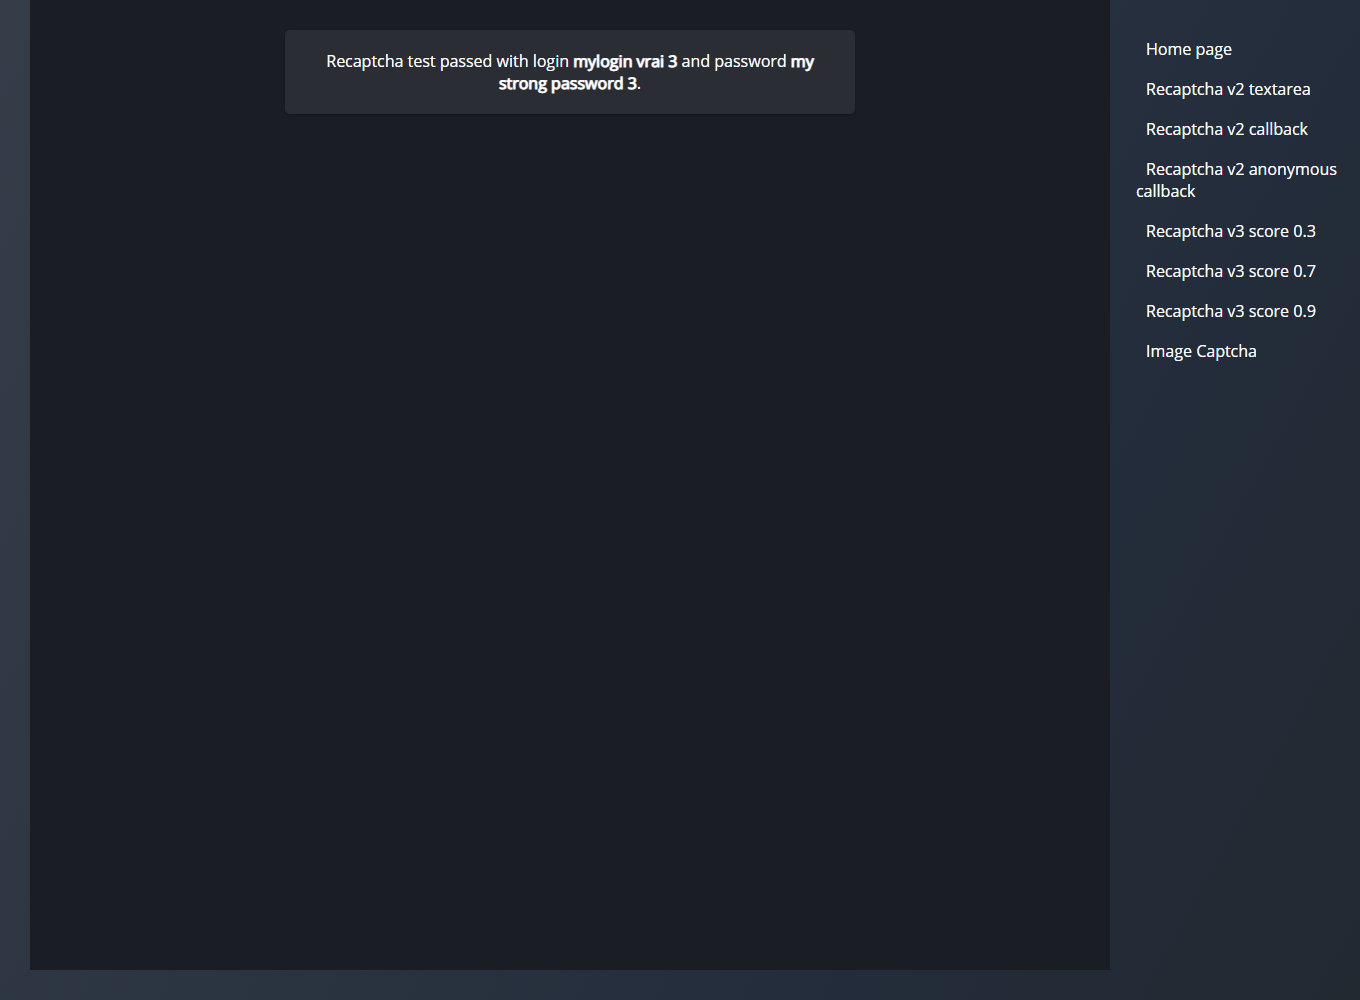 Recaptcha test passed with login mylogin vrai 3 and password my
strong password 3.
Home page
Recaptcha v2 textarea
Recaptcha v2 callback
Recaptcha v2 anonymous
callback
Recaptcha v3 score 0.3
Recaptcha v3 score 0.7
Recaptcha v3 score 0.9
Image Captcha